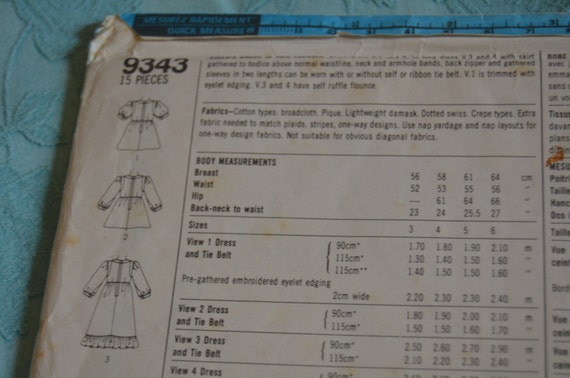 MESUREZ RAPIDEMENT
QUICK MEASURE
9343
15 PIECES
V.3 and 4 with skirt
gathered to bodice above normal waistline, neck and armhole bands, back zipper and gathered
sleeves in two lengths can be worn with or without self or ribbon tie belt. V.1 is trimmed with
eyelet edging. V.3 and 4 have self ruffle flounce.
Fabrics—Cotton types: broadcloth, Pique, Lightweight damask, Dotted swiss, Crepe types. Extra
fabric needed to match plaids, stripes, one-way designs. Use nap yardage and nap layouts for
one-way design fabrics. Not suitable for obvious diagonal fabrics.
BODY MEASUREMENTS
Breast 56 58 61 64 cm
Waist 52 53 55 56 "
Hip — 61 64 66 "
Back-neck to waist 23 24 25.5 27 "
Sizes 3 4 5 6
View 1 Dress 90cm* 1.70 1.80 1.90 2.10 m
and Tie Belt 115cm* 1.30 1.40 1.50 1.60 "
115cm** 1.40 1.50 1.50 1.60 "
Pre-gathered embroidered eyelet edging
2cm wide 2.20 2.30 2.30 2.40 m
View 2 Dress 90cm* 1.80 1.90 2.00 2.10 m
and Tie Belt 115cm* 1.50 1.50 1.60 1.70 "
View 3 Dress 90cm* 2.50 2.60 2.70 2.90 m
and Tie Belt 115cm* 2.10 2.20 2.30 2.40 "
View 4 Dress 90cm*
1
2
3